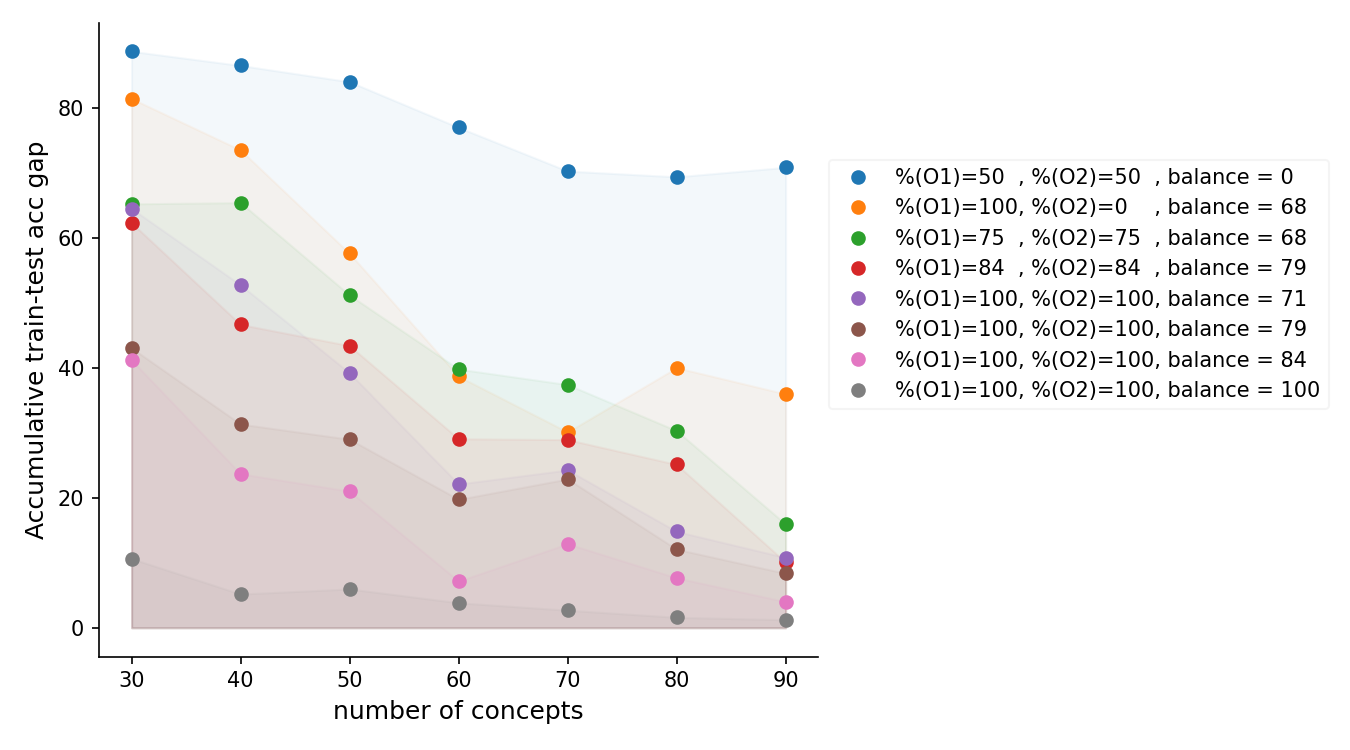 Accumulative train-test acc gap
80
60
40
20
0
30 40 50 60 70 80 90
number of concepts
%(O1)=50  , %(O2)=50  , balance = 0
%(O1)=100, %(O2)=0    , balance = 68
%(O1)=75  , %(O2)=75  , balance = 68
%(O1)=84  , %(O2)=84  , balance = 79
%(O1)=100, %(O2)=100, balance = 71
%(O1)=100, %(O2)=100, balance = 79
%(O1)=100, %(O2)=100, balance = 84
%(O1)=100, %(O2)=100, balance = 100